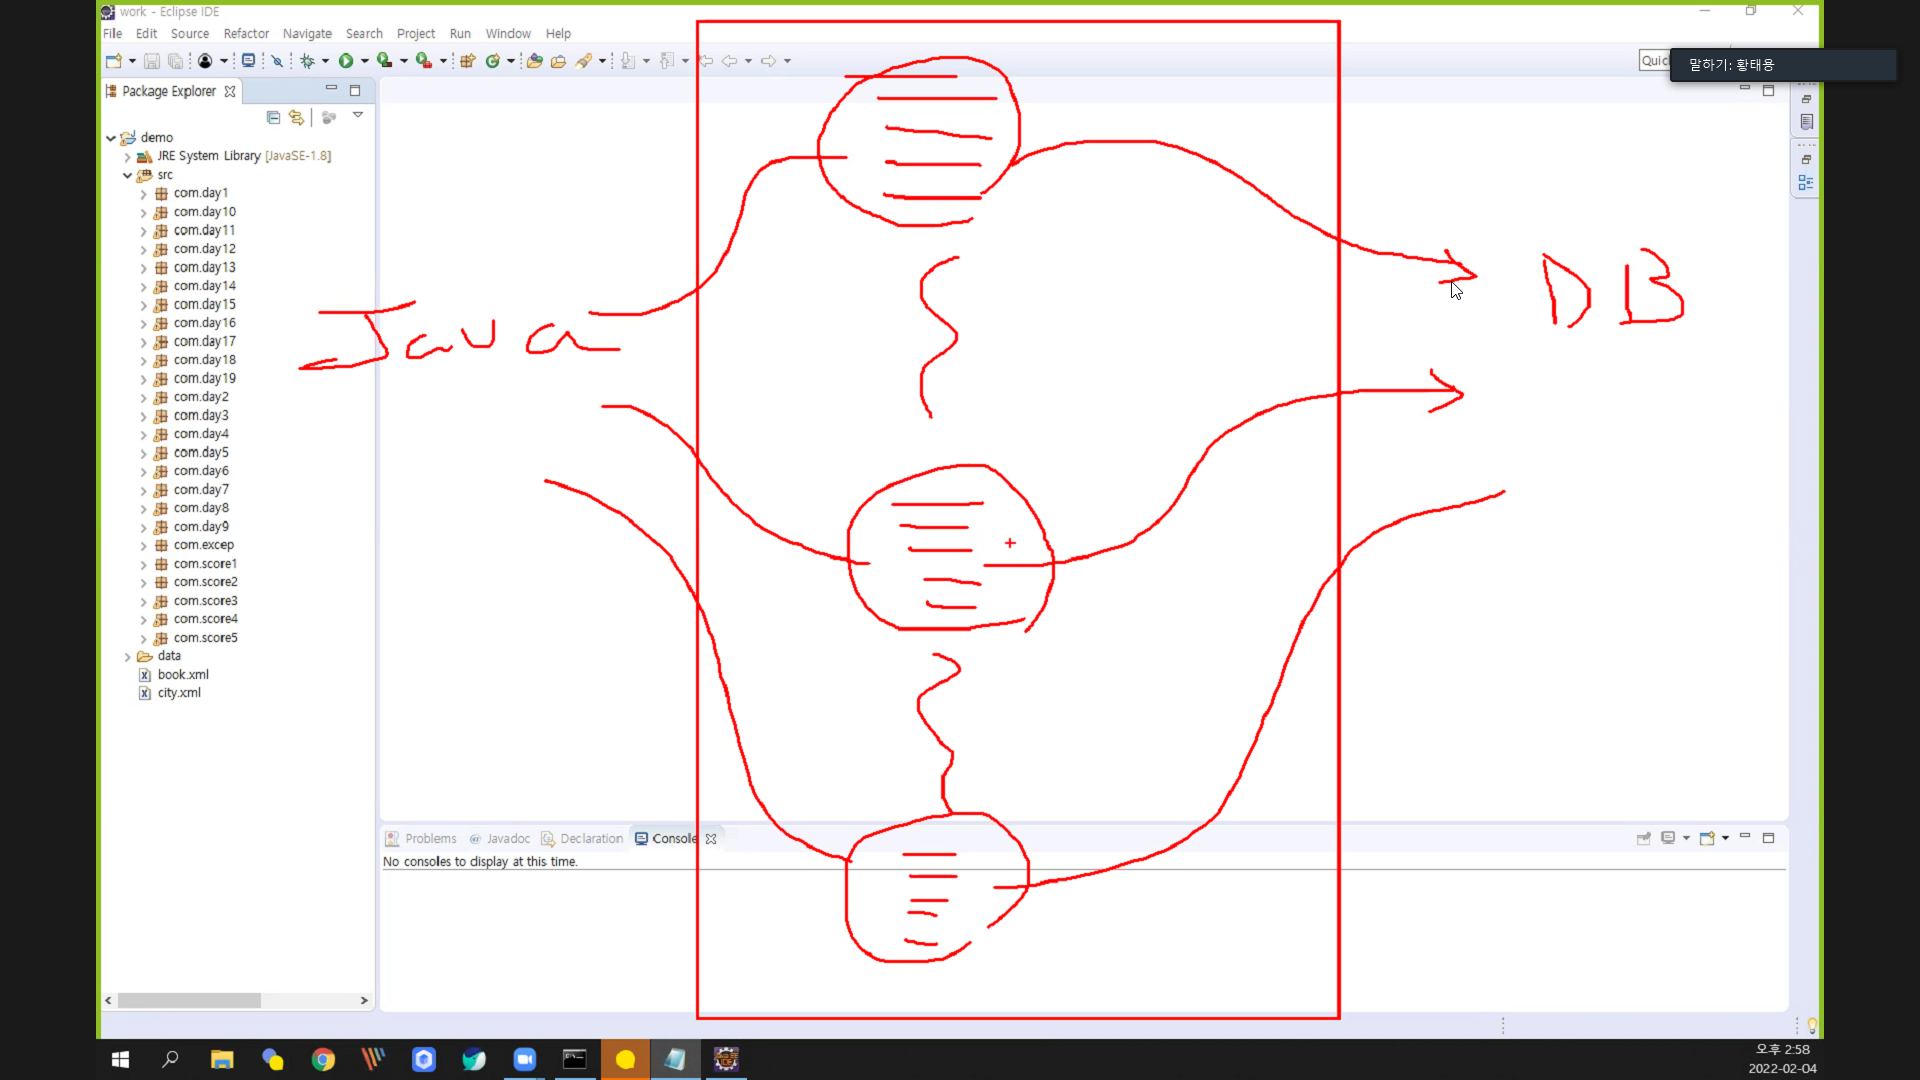 work - Eclipse IDE
File Edit Source Refactor Navigate Search Project Run Window Help
Quic
말하기: 황태용
Package Explorer
demo
JRE System Library [JavaSE-1.8]
src
com.day1
com.day10
com.day11
com.day12
com.day13
com.day14
com.day15
com.day16
com.day17
com.day18
com.day19
com.day2
com.day3
com.day4
com.day5
com.day6
com.day7
com.day8
com.day9
com.excep
com.score1
com.score2
com.score3
com.score4
com.score5
data
book.xml
city.xml
Java
DB
Problems Javadoc Declaration Console
No consoles to display at this time.
오후 2:58
2022-02-04